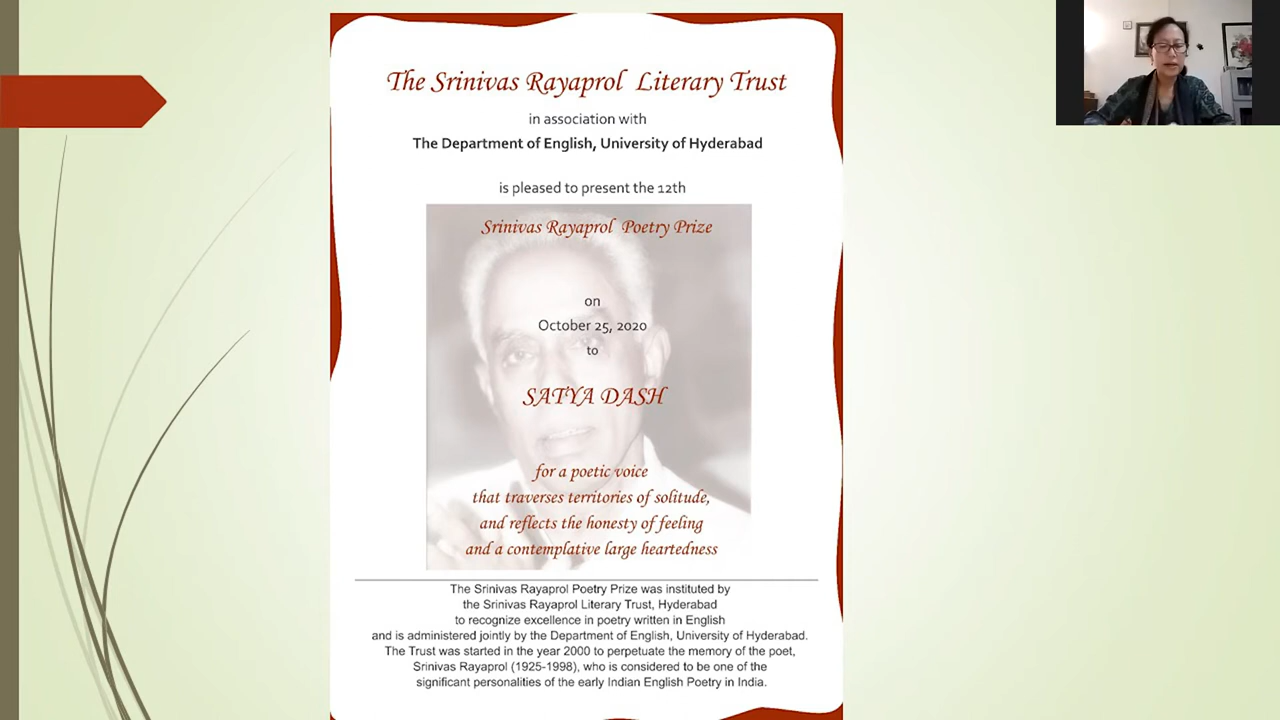 The Srinivas Rayaprol Literary Trust
in association with
The Department of English, University of Hyderabad
is pleased to present the 12th
Srinivas Rayaprol Poetry Prize
on
October 25, 2020
to
SATYA DASH
for a poetic voice
that traverses territories of solitude,
and reflects the honesty of feeling
and a contemplative large heartedness
The Srinivas Rayaprol Poetry Prize was instituted by
the Srinivas Rayaprol Literary Trust, Hyderabad
to recognize excellence in poetry written in English
and is administered jointly by the Department of English, University of Hyderabad.
The Trust was started in the year 2000 to perpetuate the memory of the poet,
Srinivas Rayaprol (1925-1998), who is considered to be one of the
significant personalities of the early Indian English Poetry in India.